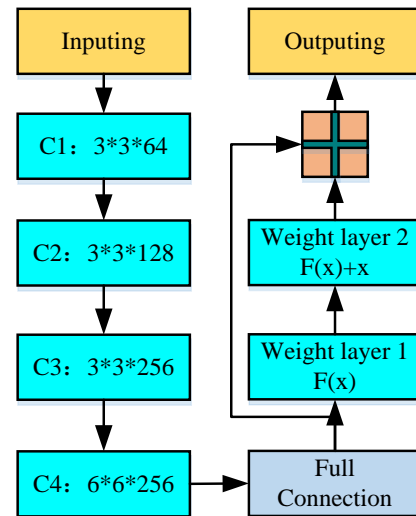 Inputing
C1：3*3*64
C2：3*3*128
C3：3*3*256
C4：6*6*256
Outputing
Weight layer 2
F(x)+x
Weight layer 1
F(x)
Full
Connection